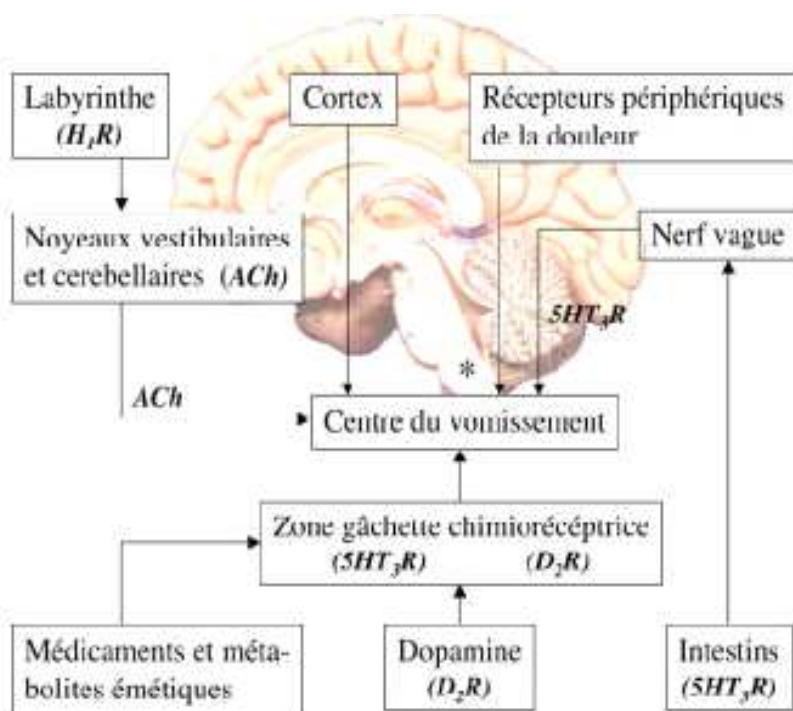 Labyrinthe
(H₁R)
Cortex
Récepteurs périphériques
de la douleur
Noyeaux vestibulaires
et cerebellaires (ACh)
Nerf vague
5HT₃R
*
ACh
Centre du vomissement
Zone gâchette chimiorécéptrice
(5HT₃R) (D₂R)
Médicaments et méta-
bolites émétiques
Dopamine
(D₂R)
Intestins
(5HT₃R)